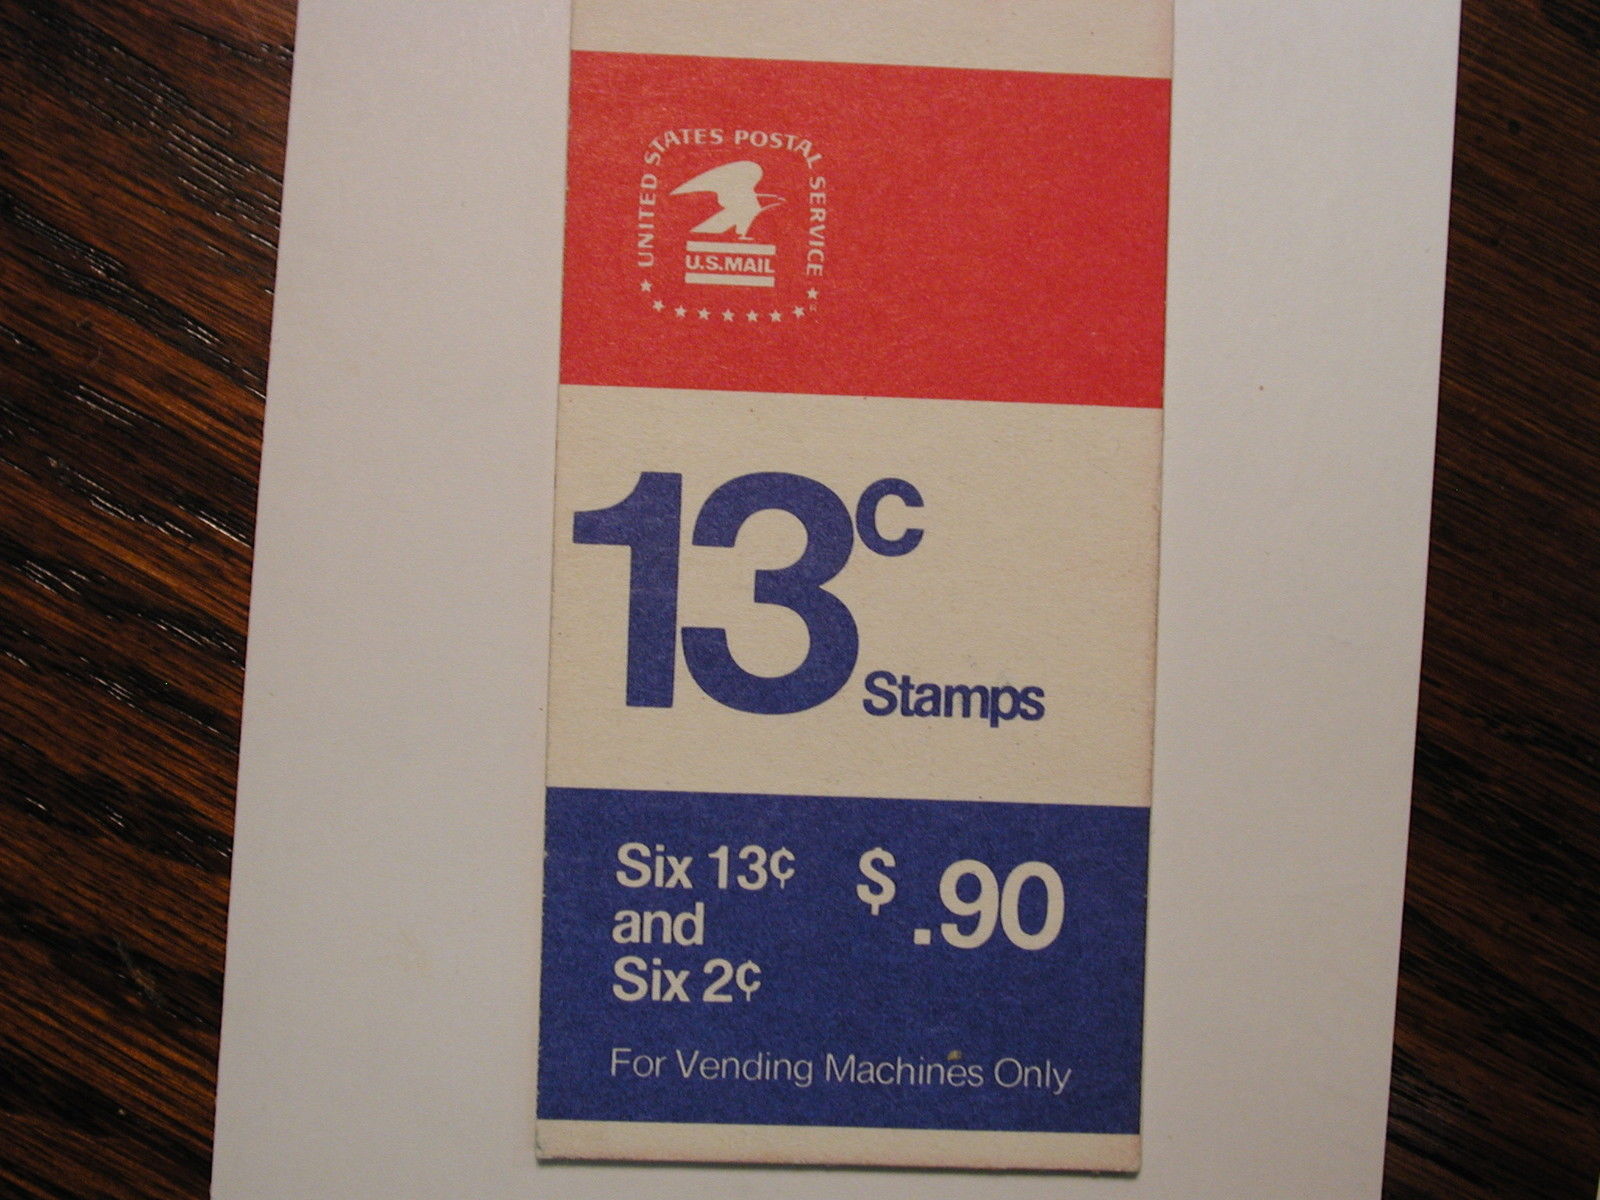 UNITED STATES POSTAL SERVICE
U.S.MAIL
13c
Stamps
Six 13¢
and
Six 2¢
$.90
For Vending Machines Only